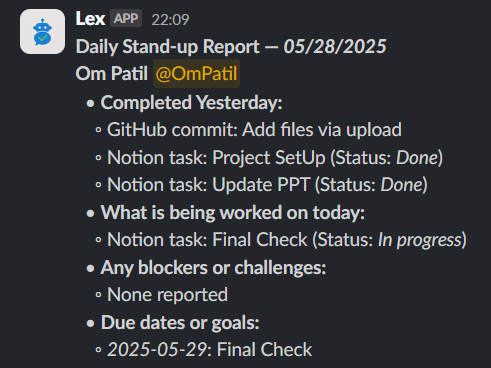 Lex APP 22:09
Daily Stand-up Report — 05/28/2025
Om Patil @OmPatil
• Completed Yesterday:
◦ GitHub commit: Add files via upload
◦ Notion task: Project SetUp (Status: Done)
◦ Notion task: Update PPT (Status: Done)
• What is being worked on today:
◦ Notion task: Final Check (Status: In progress)
• Any blockers or challenges:
◦ None reported
• Due dates or goals:
◦ 2025-05-29: Final Check